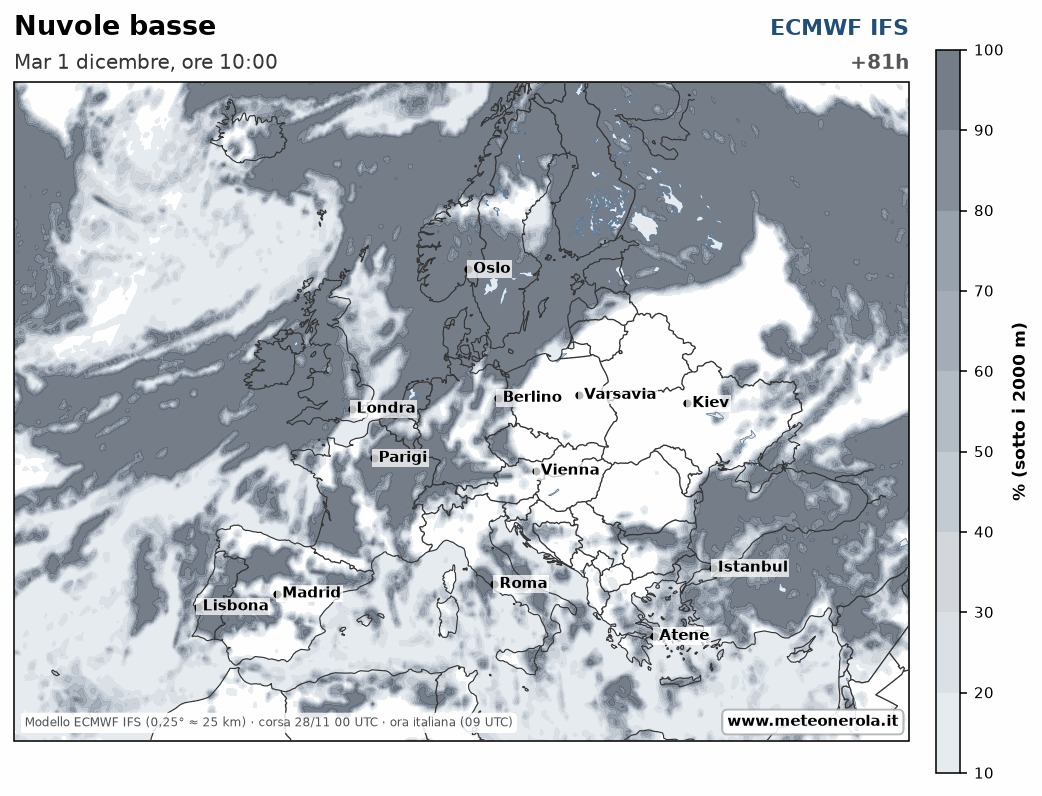 Nuvole basse
ECMWF IFS
Mar 1 dicembre, ore 10:00
+81h
100
90
80
70
60
50
40
30
20
10
% (sotto i 2000 m)
Oslo
Londra
Berlino
Varsavia
Kiev
Parigi
Vienna
Istanbul
Roma
Madrid
Lisbona
Atene
Modello ECMWF IFS (0,25° ≈ 25 km) · corsa 28/11 00 UTC · ora italiana (09 UTC)
www.meteonerola.it